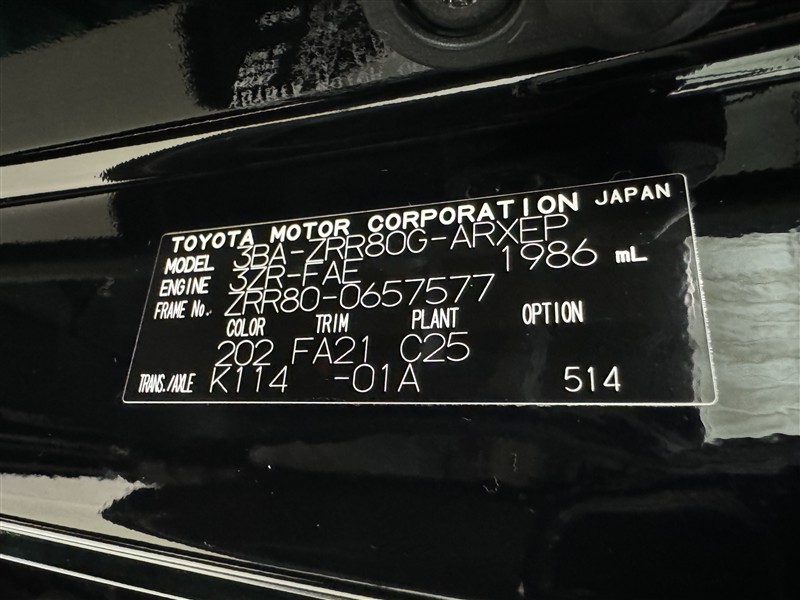 TOYOTA MOTOR CORPORATION JAPAN
MODEL 3BA-ZRR80G-ARXEP
ENGINE 3ZR-FAE 1986 mL
FRAME No. ZRR80-0657577
COLOR TRIM PLANT OPTION
202 FA21 C25
TRANS./AXLE K114 -01A 514